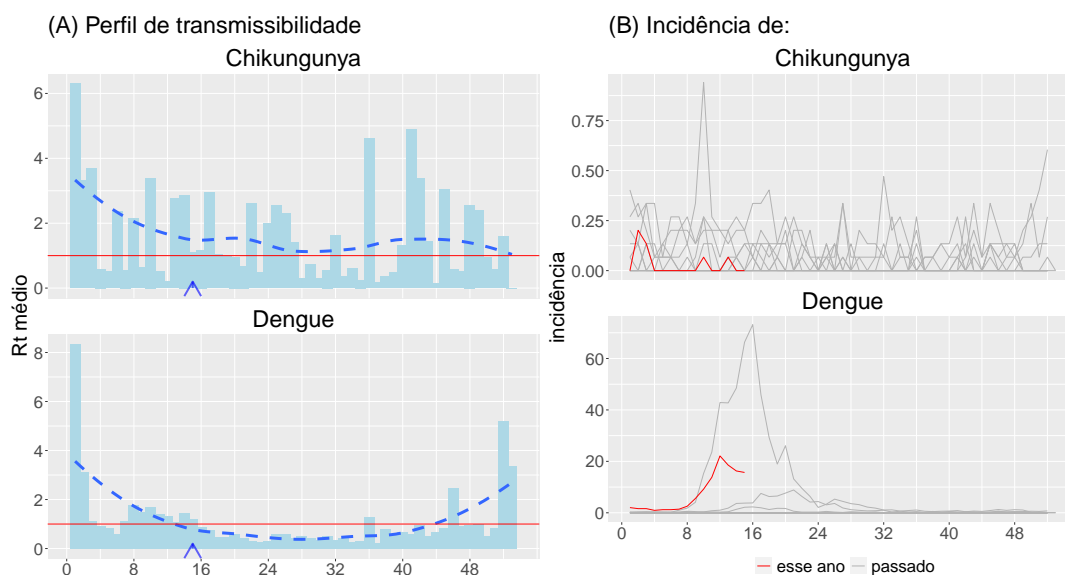 (A) Perfil de transmissibilidade
Chikungunya
6
4
2
0
Dengue
8
6
4
2
0
0 8 16 24 32 40 48
Rt médio
(B) Incidência de:
Chikungunya
0.75
0.50
0.25
0.00
Dengue
60
40
20
0
0 8 16 24 32 40 48
incidência
esse ano passado